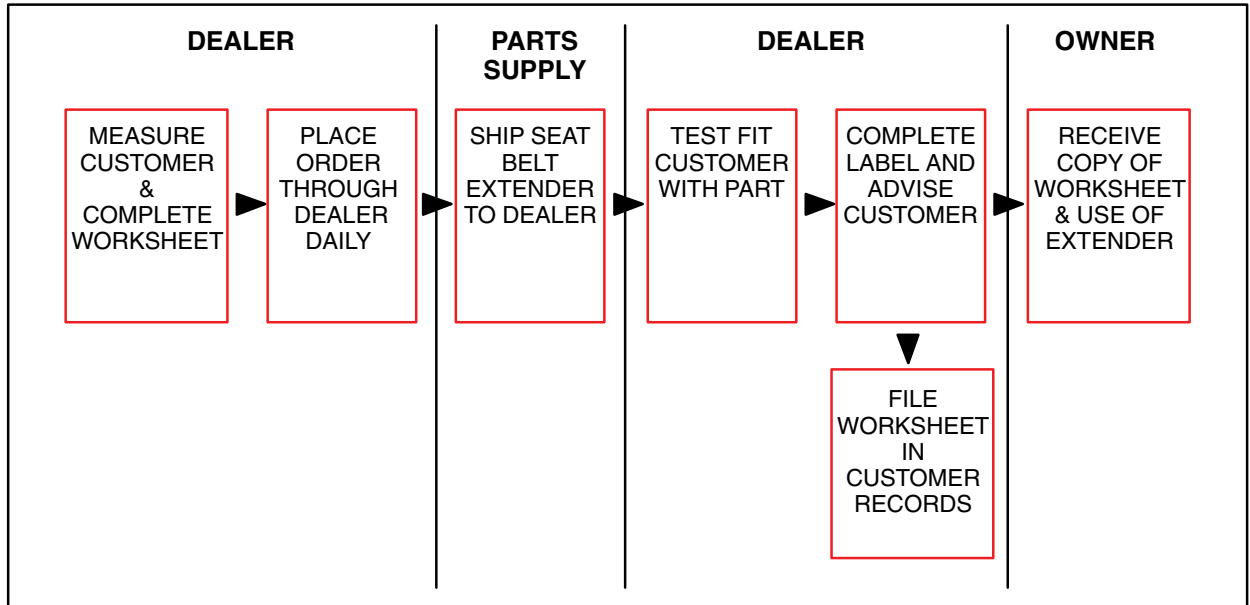 DEALER
PARTS
SUPPLY
DEALER
OWNER
MEASURE
CUSTOMER
&
COMPLETE
WORKSHEET
PLACE
ORDER
THROUGH
DEALER
DAILY
SHIP SEAT
BELT
EXTENDER
TO DEALER
TEST FIT
CUSTOMER
WITH PART
COMPLETE
LABEL AND
ADVISE
CUSTOMER
RECEIVE
COPY OF
WORKSHEET
& USE OF
EXTENDER
FILE
WORKSHEET
IN
CUSTOMER
RECORDS